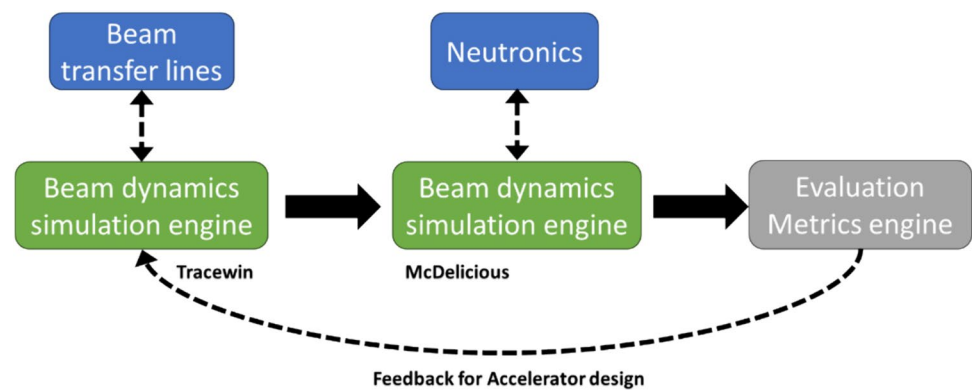 Beam
transfer lines
Neutronics
Beam dynamics
simulation engine
Beam dynamics
simulation engine
Evaluation
Metrics engine
Tracewin
McDelicious
Feedback for Accelerator design